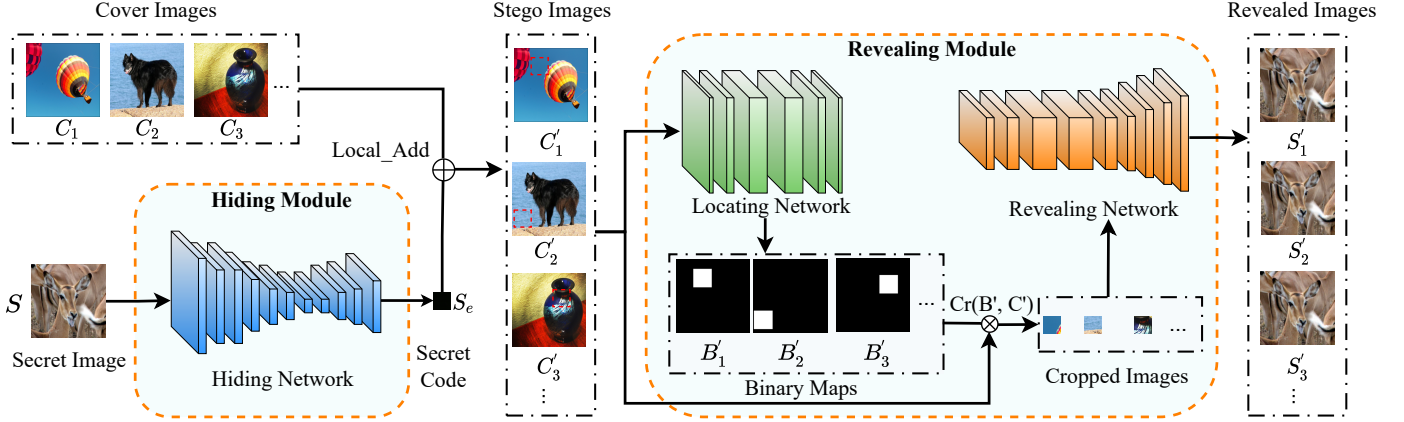 Cover Images
C₁
C₂
C₃
...
Local_Add
Hiding Module
S
Secret Image
Hiding Network
Sₑ
Secret
Code
Stego Images
C′₁
C′₂
C′₃
⋮
Revealing Module
Locating Network
B′₁
B′₂
B′₃
...
Binary Maps
Cr(B', C')
...
Cropped Images
Revealing Network
Revealed Images
S′₁
S′₂
S′₃
⋮